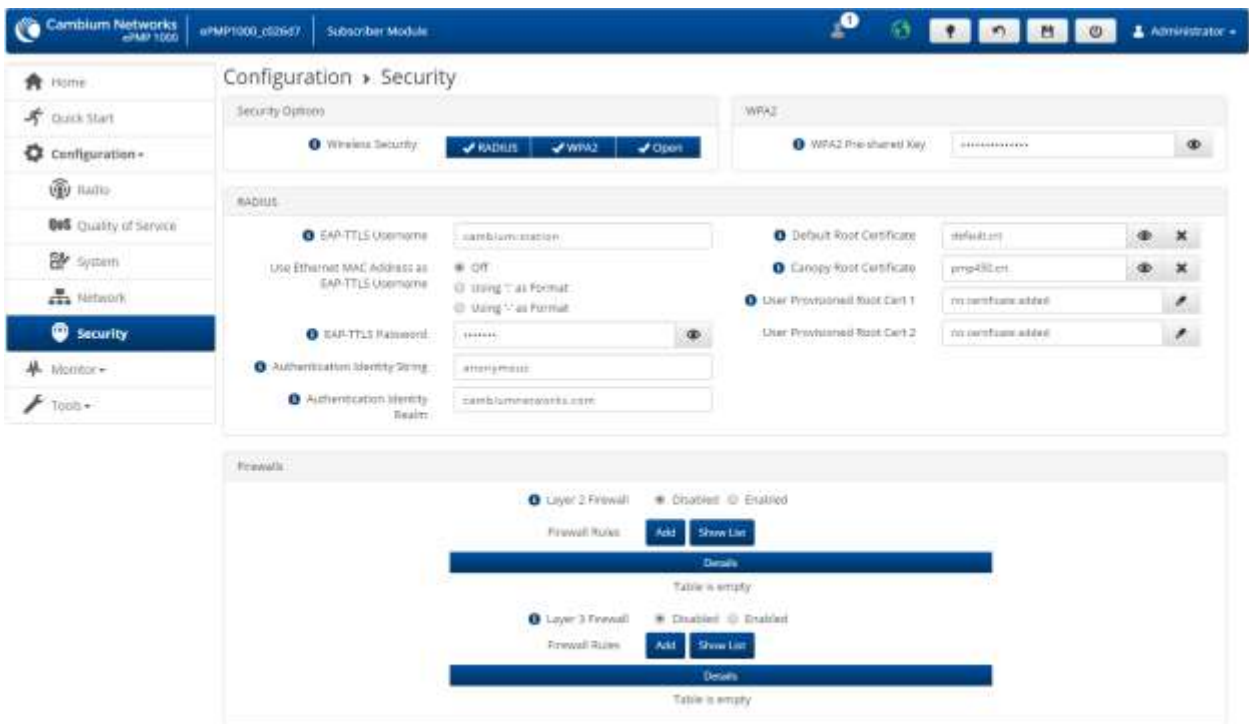 Cambium Networks
ePMP 1000
ePMP1000_c026d7
Subscriber Module
1
Administrator
Home
Quick Start
Configuration
Radio
QoS Quality of Service
System
Network
Security
Monitor
Tools
Configuration › Security
Security Options
Wireless Security
RADIUS
WPA2
Open
WPA2
WPA2 Pre-shared Key
RADIUS
EAP-TTLS Username
cambium-station
Use Ethernet MAC Address as
EAP-TTLS Username
Off
Using ':' as Format
Using '-' as Format
EAP-TTLS Password
Authentication Identity String
anonymous
Authentication Identity
Realm
cambiumnetworks.com
Default Root Certificate
default.crt
Canopy Root Certificate
pmp450.crt
User Provisioned Root Cert 1
no certificate added
User Provisioned Root Cert 2
no certificate added
Firewalls
Layer 2 Firewall
Disabled
Enabled
Firewall Rules
Add
Show List
Details
Table is empty
Layer 3 Firewall
Disabled
Enabled
Firewall Rules
Add
Show List
Details
Table is empty